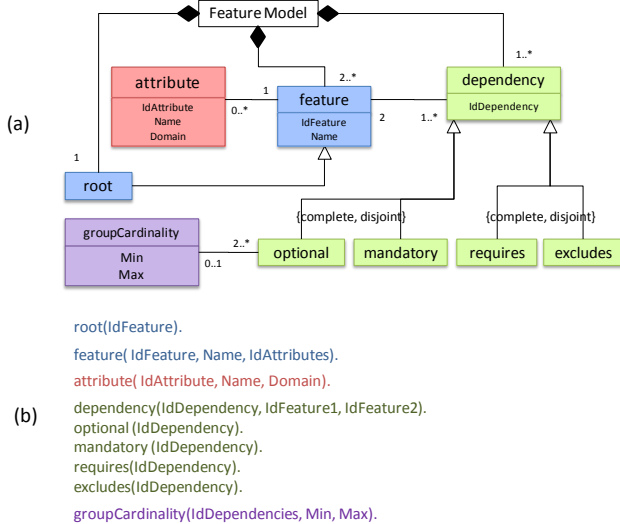 Feature Model
1..*
attribute
IdAttribute
Name
Domain
1
0..*
2..*
feature
IdFeature
Name
2
1..*
dependency
IdDependency
(a)
1
root
{complete, disjoint}
{complete, disjoint}
groupCardinality
Min
Max
2..*
0..1
optional
mandatory
requires
excludes
root(IdFeature).
feature( IdFeature, Name, IdAttributes).
attribute( IdAttribute, Name, Domain).
(b)
dependency(IdDependency, IdFeature1, IdFeature2).
optional (IdDependency).
mandatory (IdDependency).
requires(IdDependency).
excludes(IdDependency).
groupCardinality(IdDependencies, Min, Max).